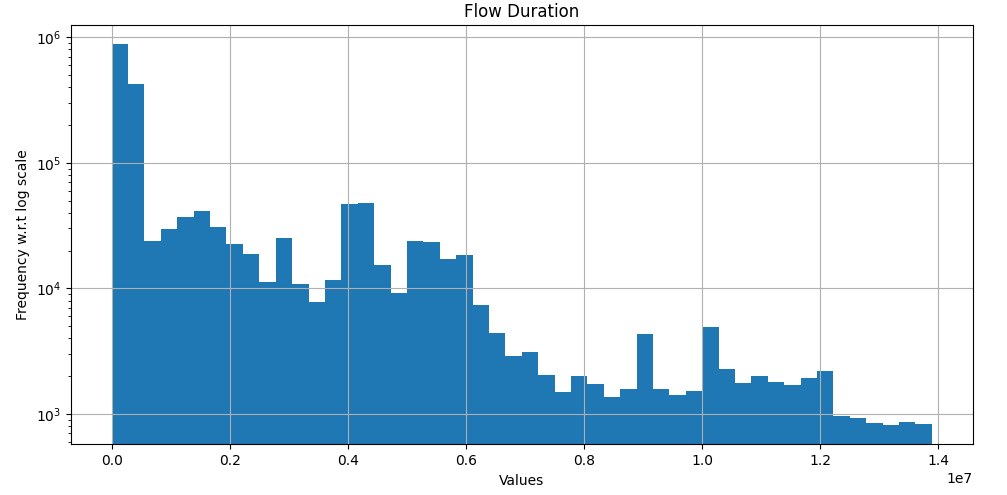 Flow Duration
10⁶
10⁵
10⁴
10³
Frequency w.r.t log scale
0.0 0.2 0.4 0.6 0.8 1.0 1.2 1.4
1e7
Values